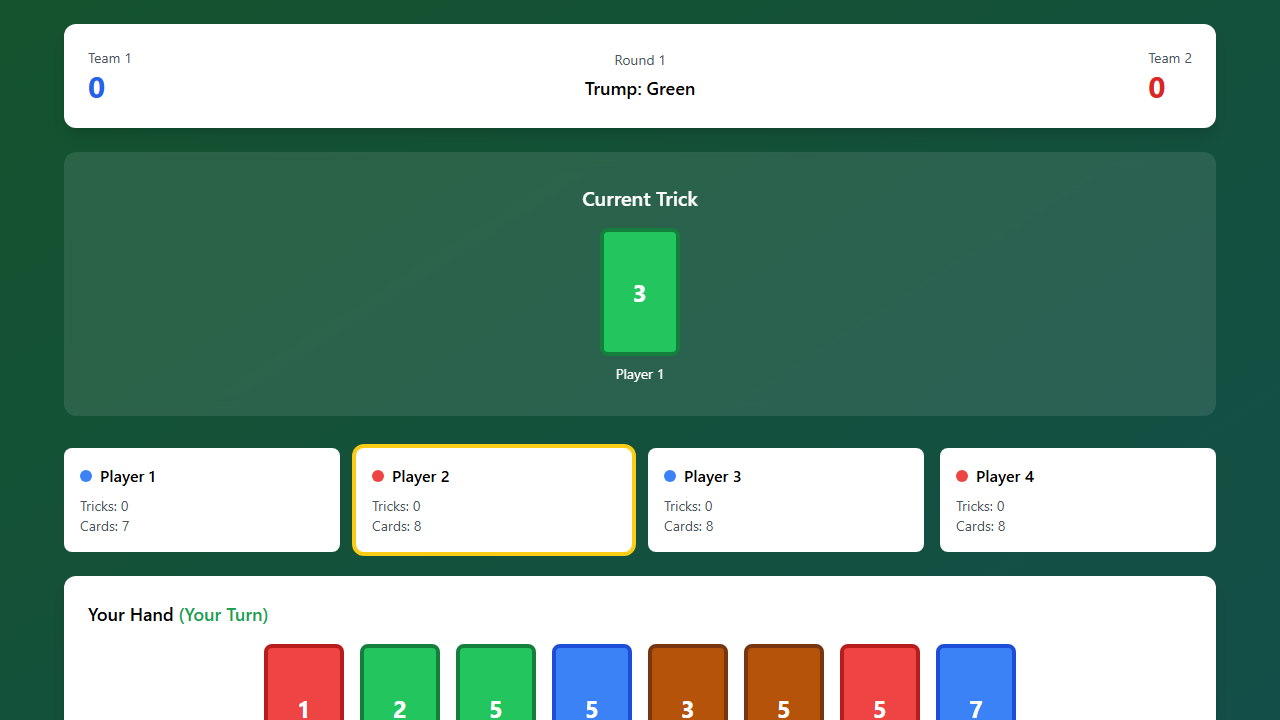 Team 1
0
Round 1
Trump: Green
Team 2
0
Current Trick
3
Player 1
Player 1
Tricks: 0
Cards: 7
Player 2
Tricks: 0
Cards: 8
Player 3
Tricks: 0
Cards: 8
Player 4
Tricks: 0
Cards: 8
Your Hand (Your Turn)
1 2 5 5 3 5 5 7